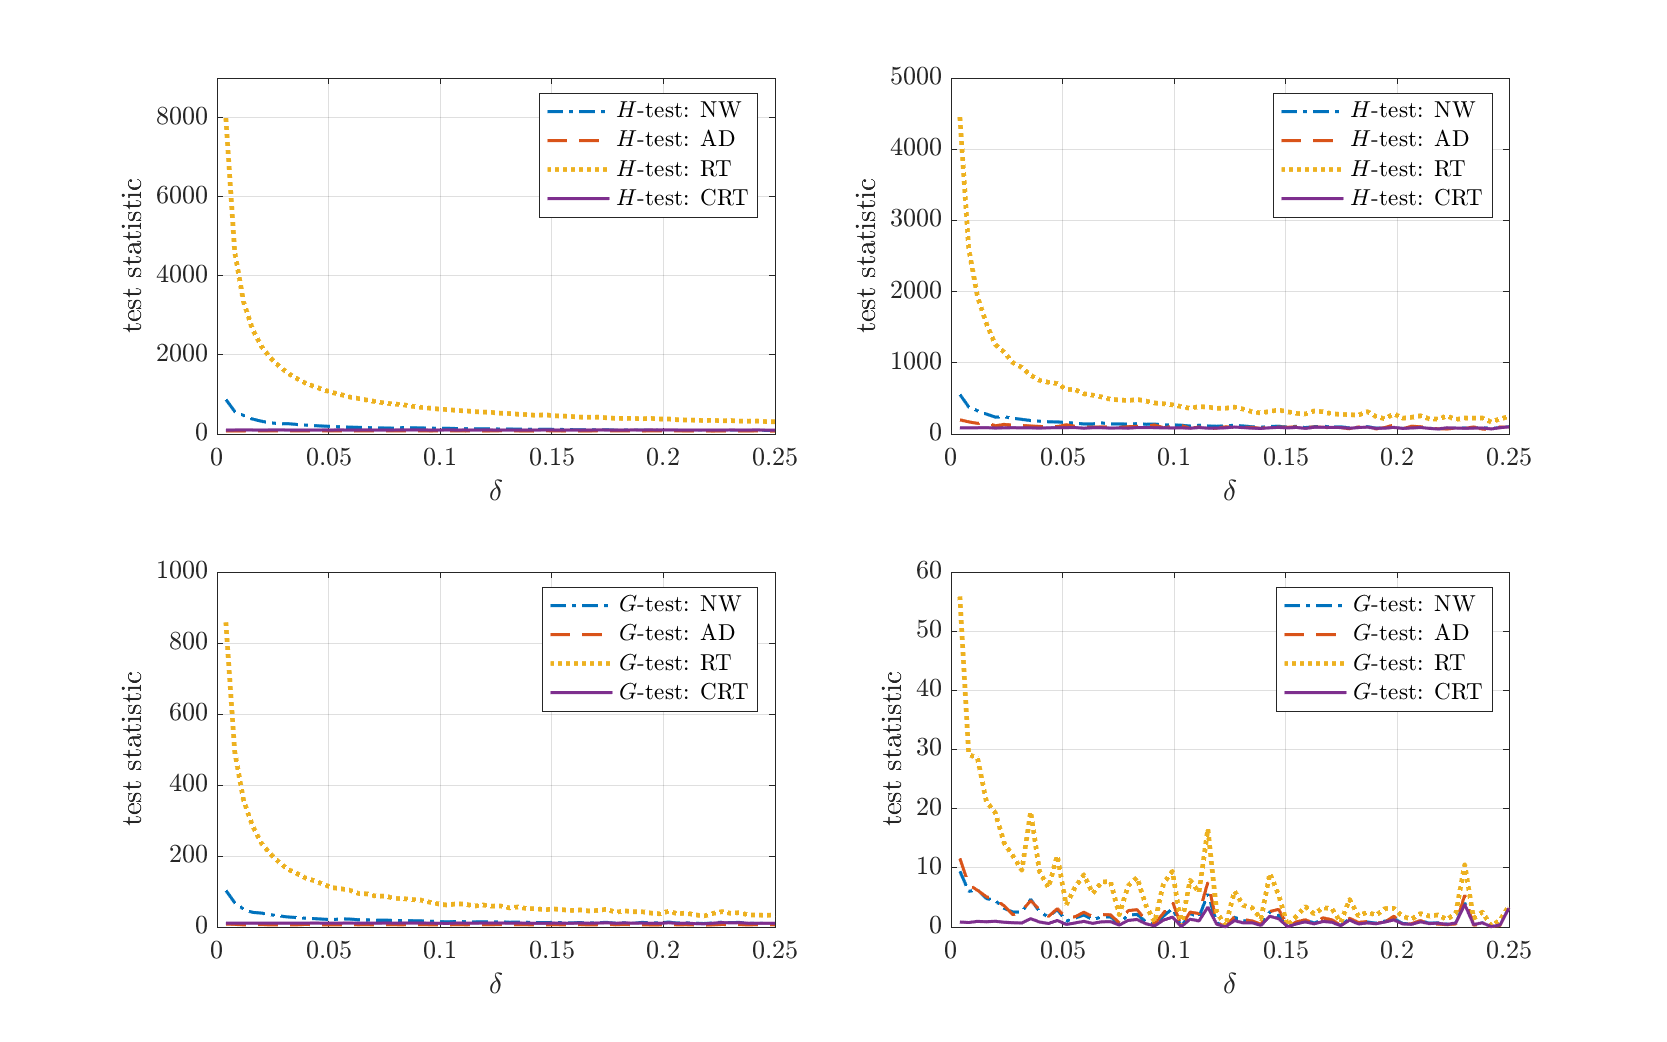 8000
6000
4000
2000
0
0 0.05 0.1 0.15 0.2 0.25
δ
test statistic
H-test: NW
H-test: AD
H-test: RT
H-test: CRT
5000
4000
3000
2000
1000
0
0 0.05 0.1 0.15 0.2 0.25
δ
test statistic
H-test: NW
H-test: AD
H-test: RT
H-test: CRT
1000
800
600
400
200
0
0 0.05 0.1 0.15 0.2 0.25
δ
test statistic
G-test: NW
G-test: AD
G-test: RT
G-test: CRT
60
50
40
30
20
10
0
0 0.05 0.1 0.15 0.2 0.25
δ
test statistic
G-test: NW
G-test: AD
G-test: RT
G-test: CRT